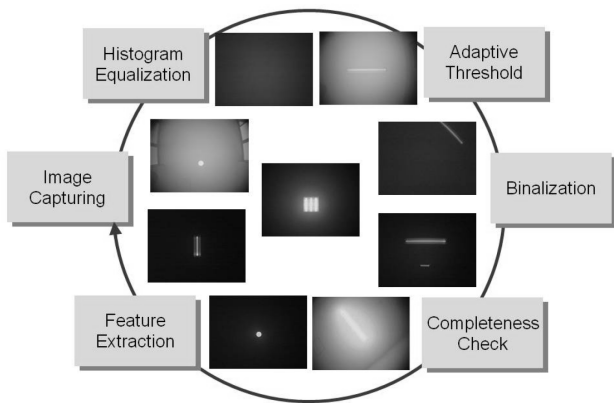 Histogram
Equalization
Adaptive
Threshold
Image
Capturing
Binalization
Feature
Extraction
Completeness
Check